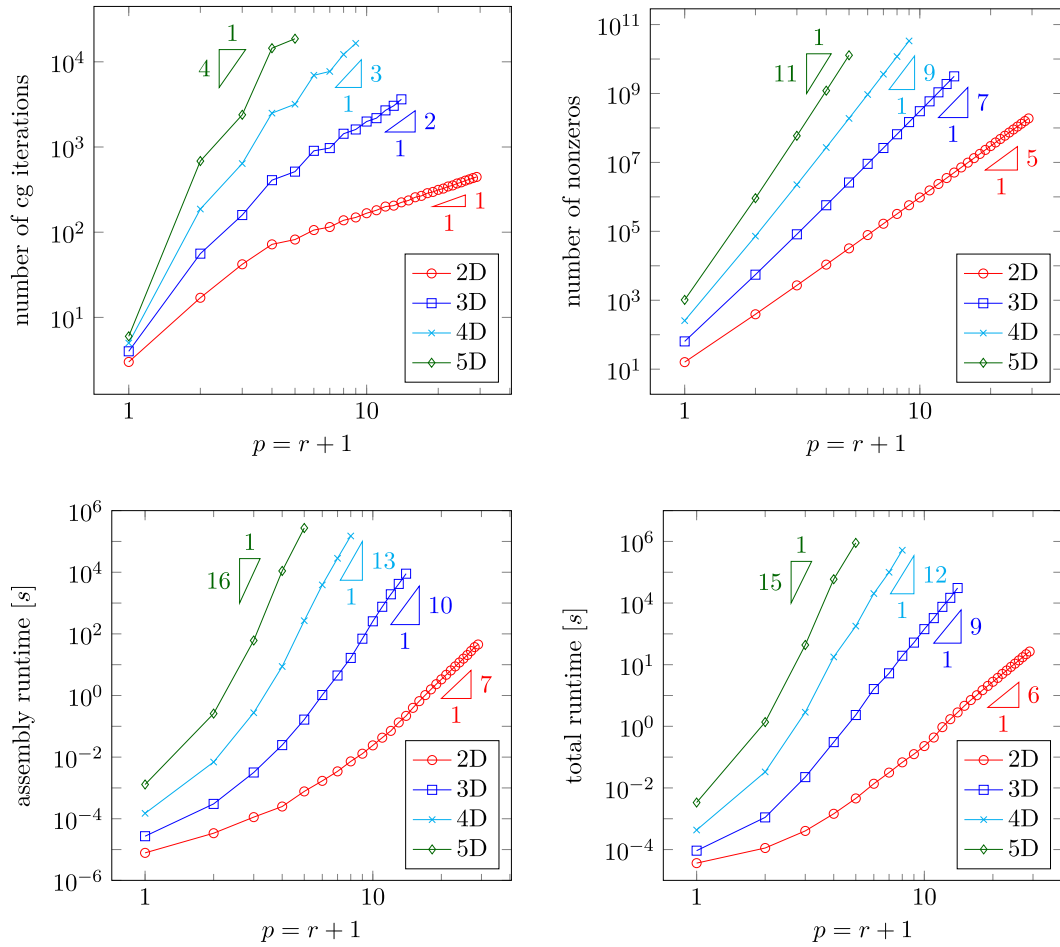 number of cg iterations
10^4
10^3
10^2
10^1
1
4
3
1
2
1
1
1
2D
3D
4D
5D
1
10
p = r + 1
number of nonzeros
10^11
10^9
10^7
10^5
10^3
10^1
1
11
9
1
7
1
5
1
2D
3D
4D
5D
1
10
p = r + 1
assembly runtime [s]
10^6
10^4
10^2
10^0
10^−2
10^−4
10^−6
1
16
13
1
10
1
7
1
2D
3D
4D
5D
1
10
p = r + 1
total runtime [s]
10^6
10^4
10^1
10^0
10^−2
10^−4
1
15
12
1
9
1
6
1
2D
3D
4D
5D
1
10
p = r + 1